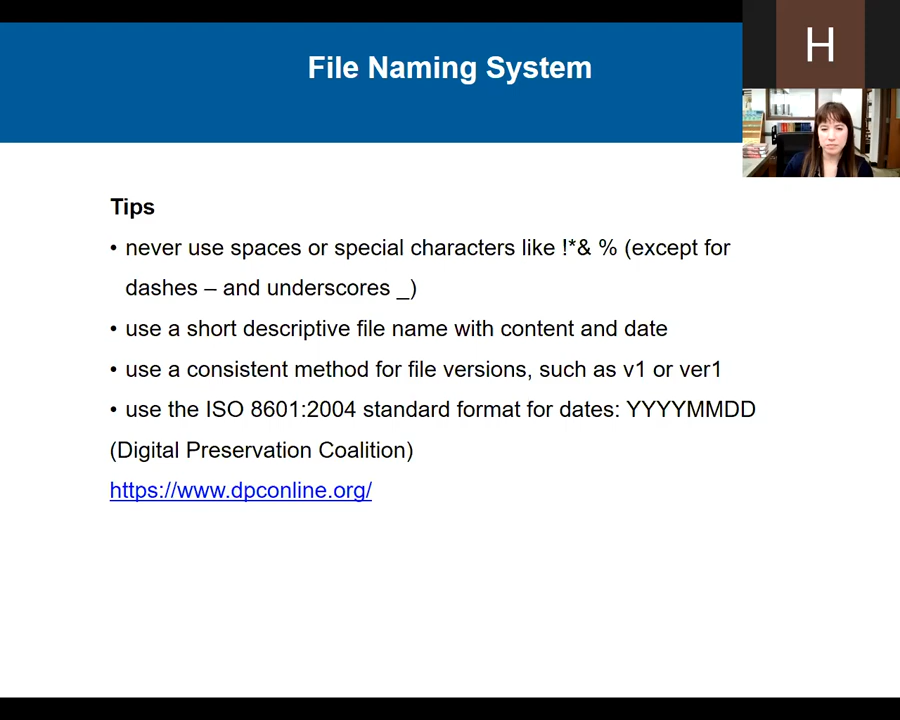 File Naming System
H
Tips
• never use spaces or special characters like !*& % (except for
dashes – and underscores _)
• use a short descriptive file name with content and date
• use a consistent method for file versions, such as v1 or ver1
• use the ISO 8601:2004 standard format for dates: YYYYMMDD
(Digital Preservation Coalition)
https://www.dpconline.org/